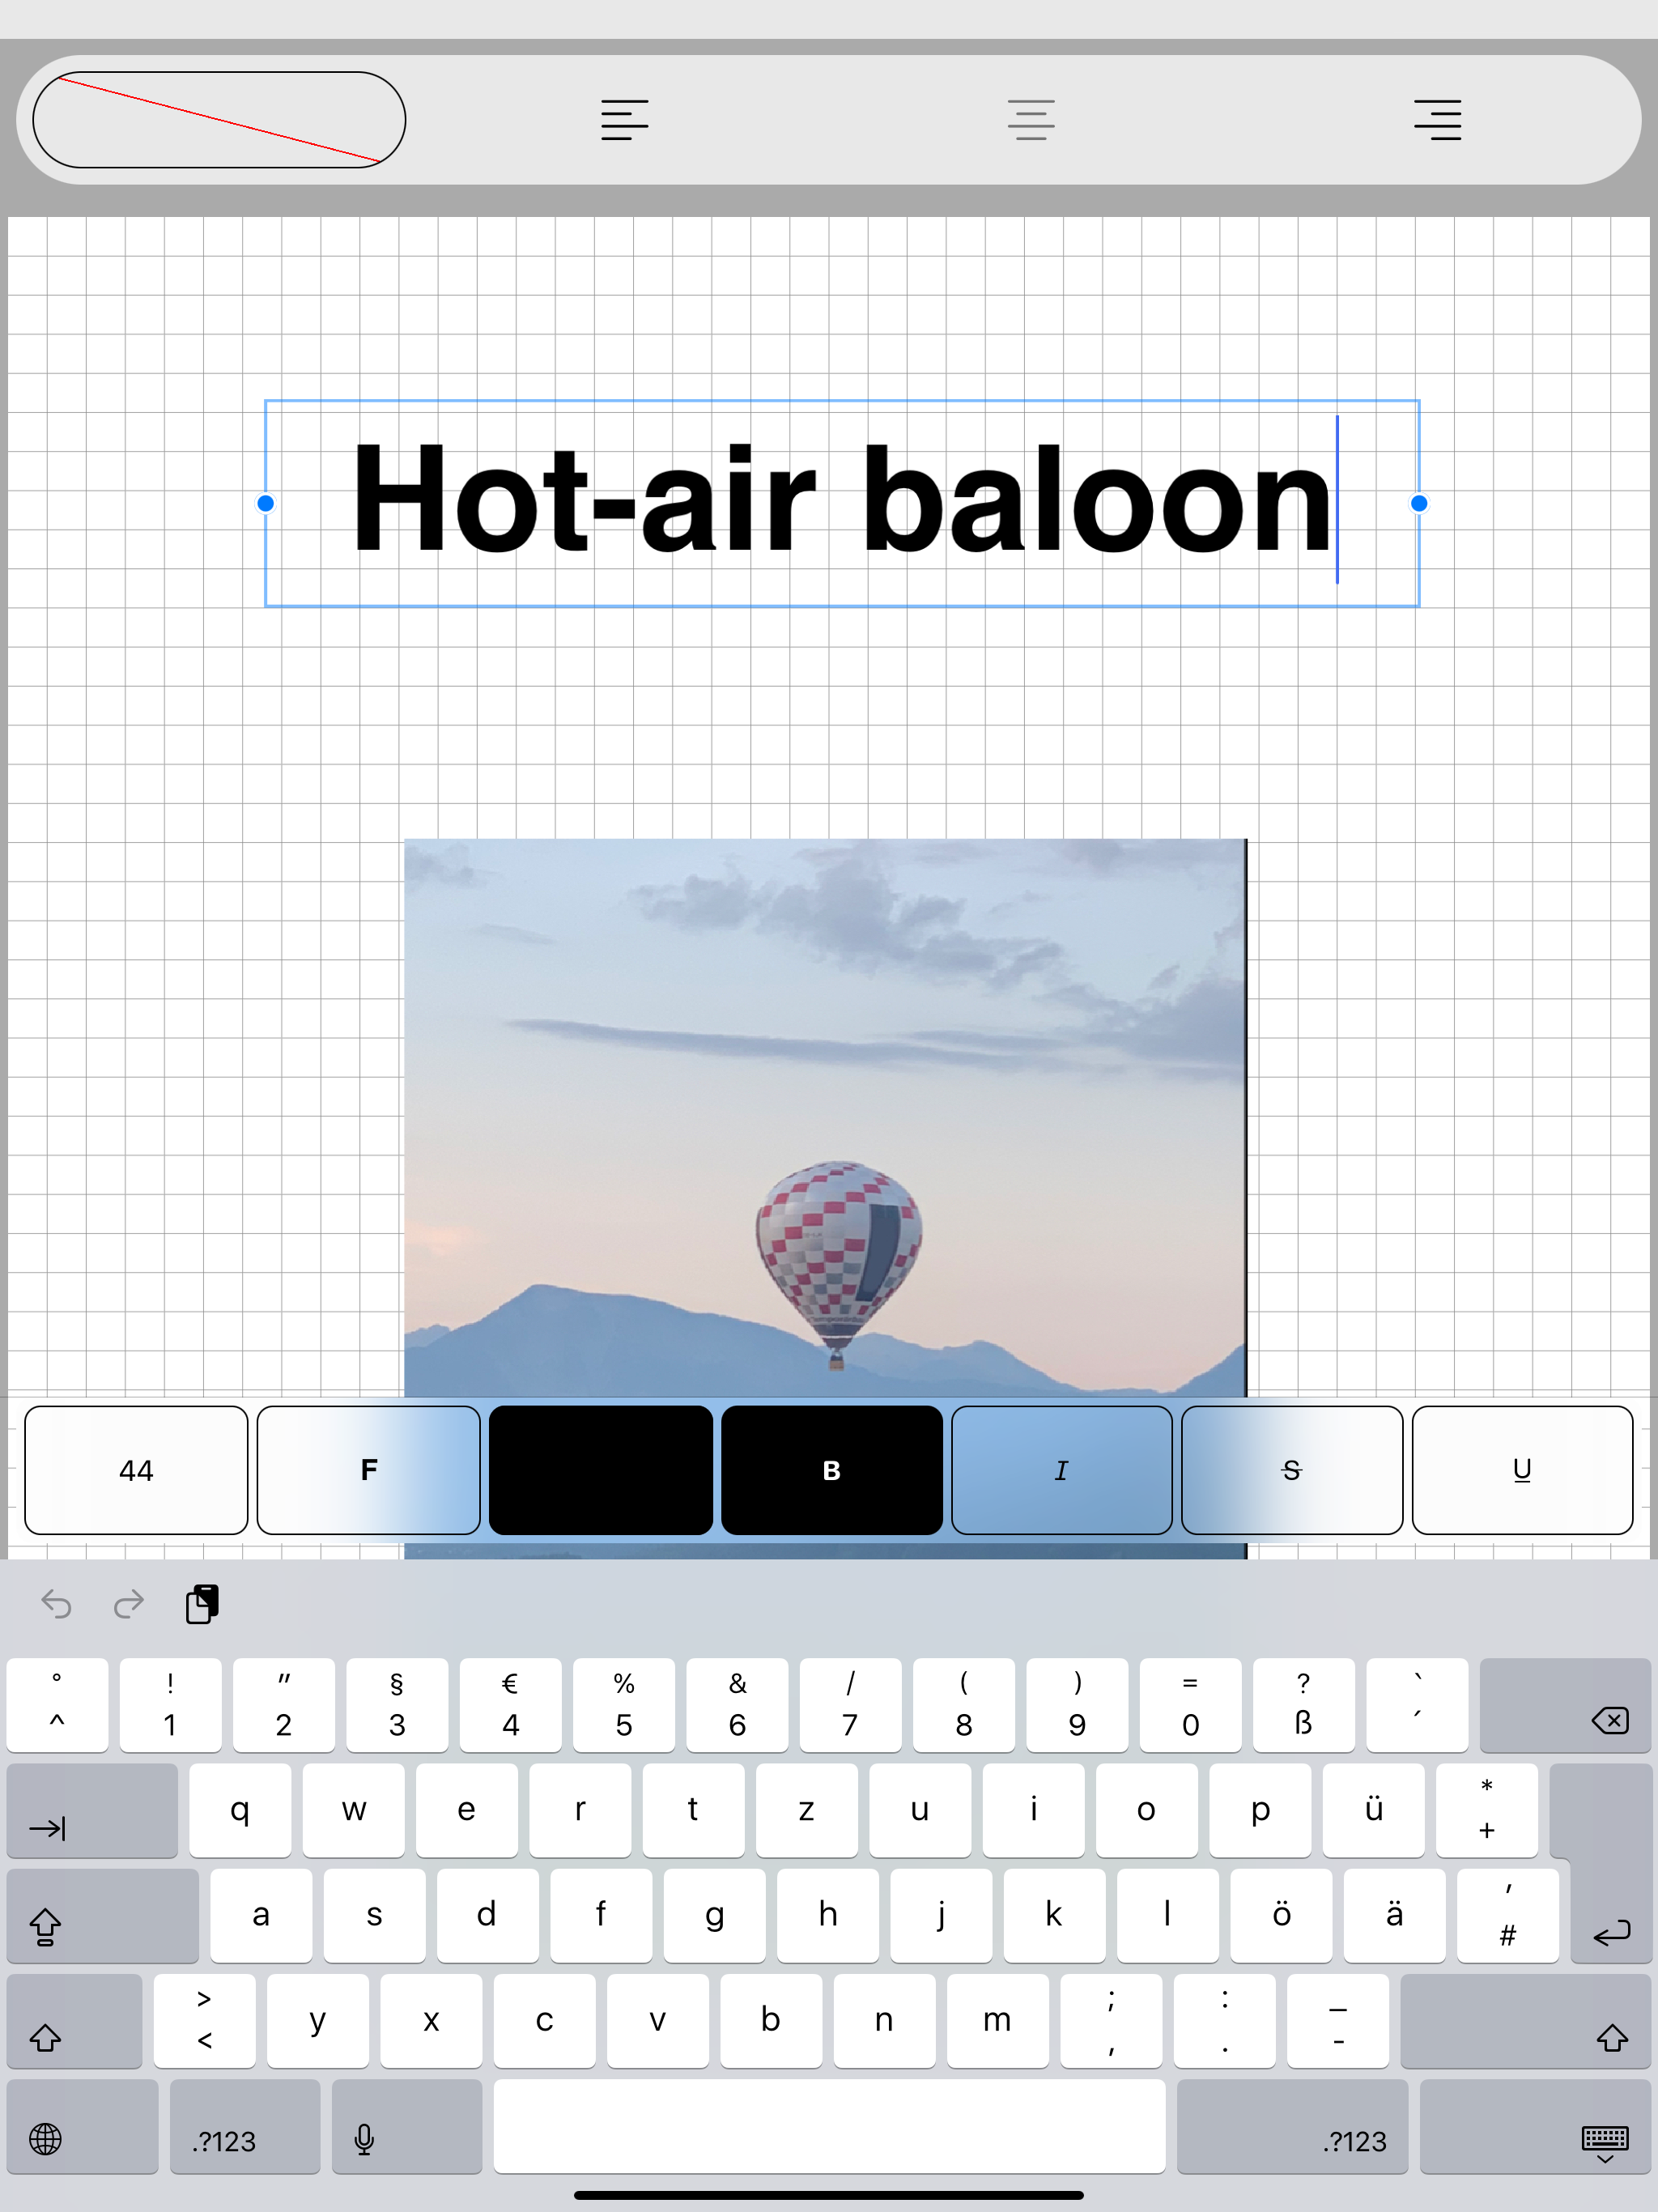 Hot-air baloon
44 F B I S U
° ! " § € % & / ( ) = ? `
^ 1 2 3 4 5 6 7 8 9 0 ß ´
q w e r t z u i o p ü * +
a s d f g h j k l ö ä ' #
> < y x c v b n m ; , : . _ -
.?123 .?123